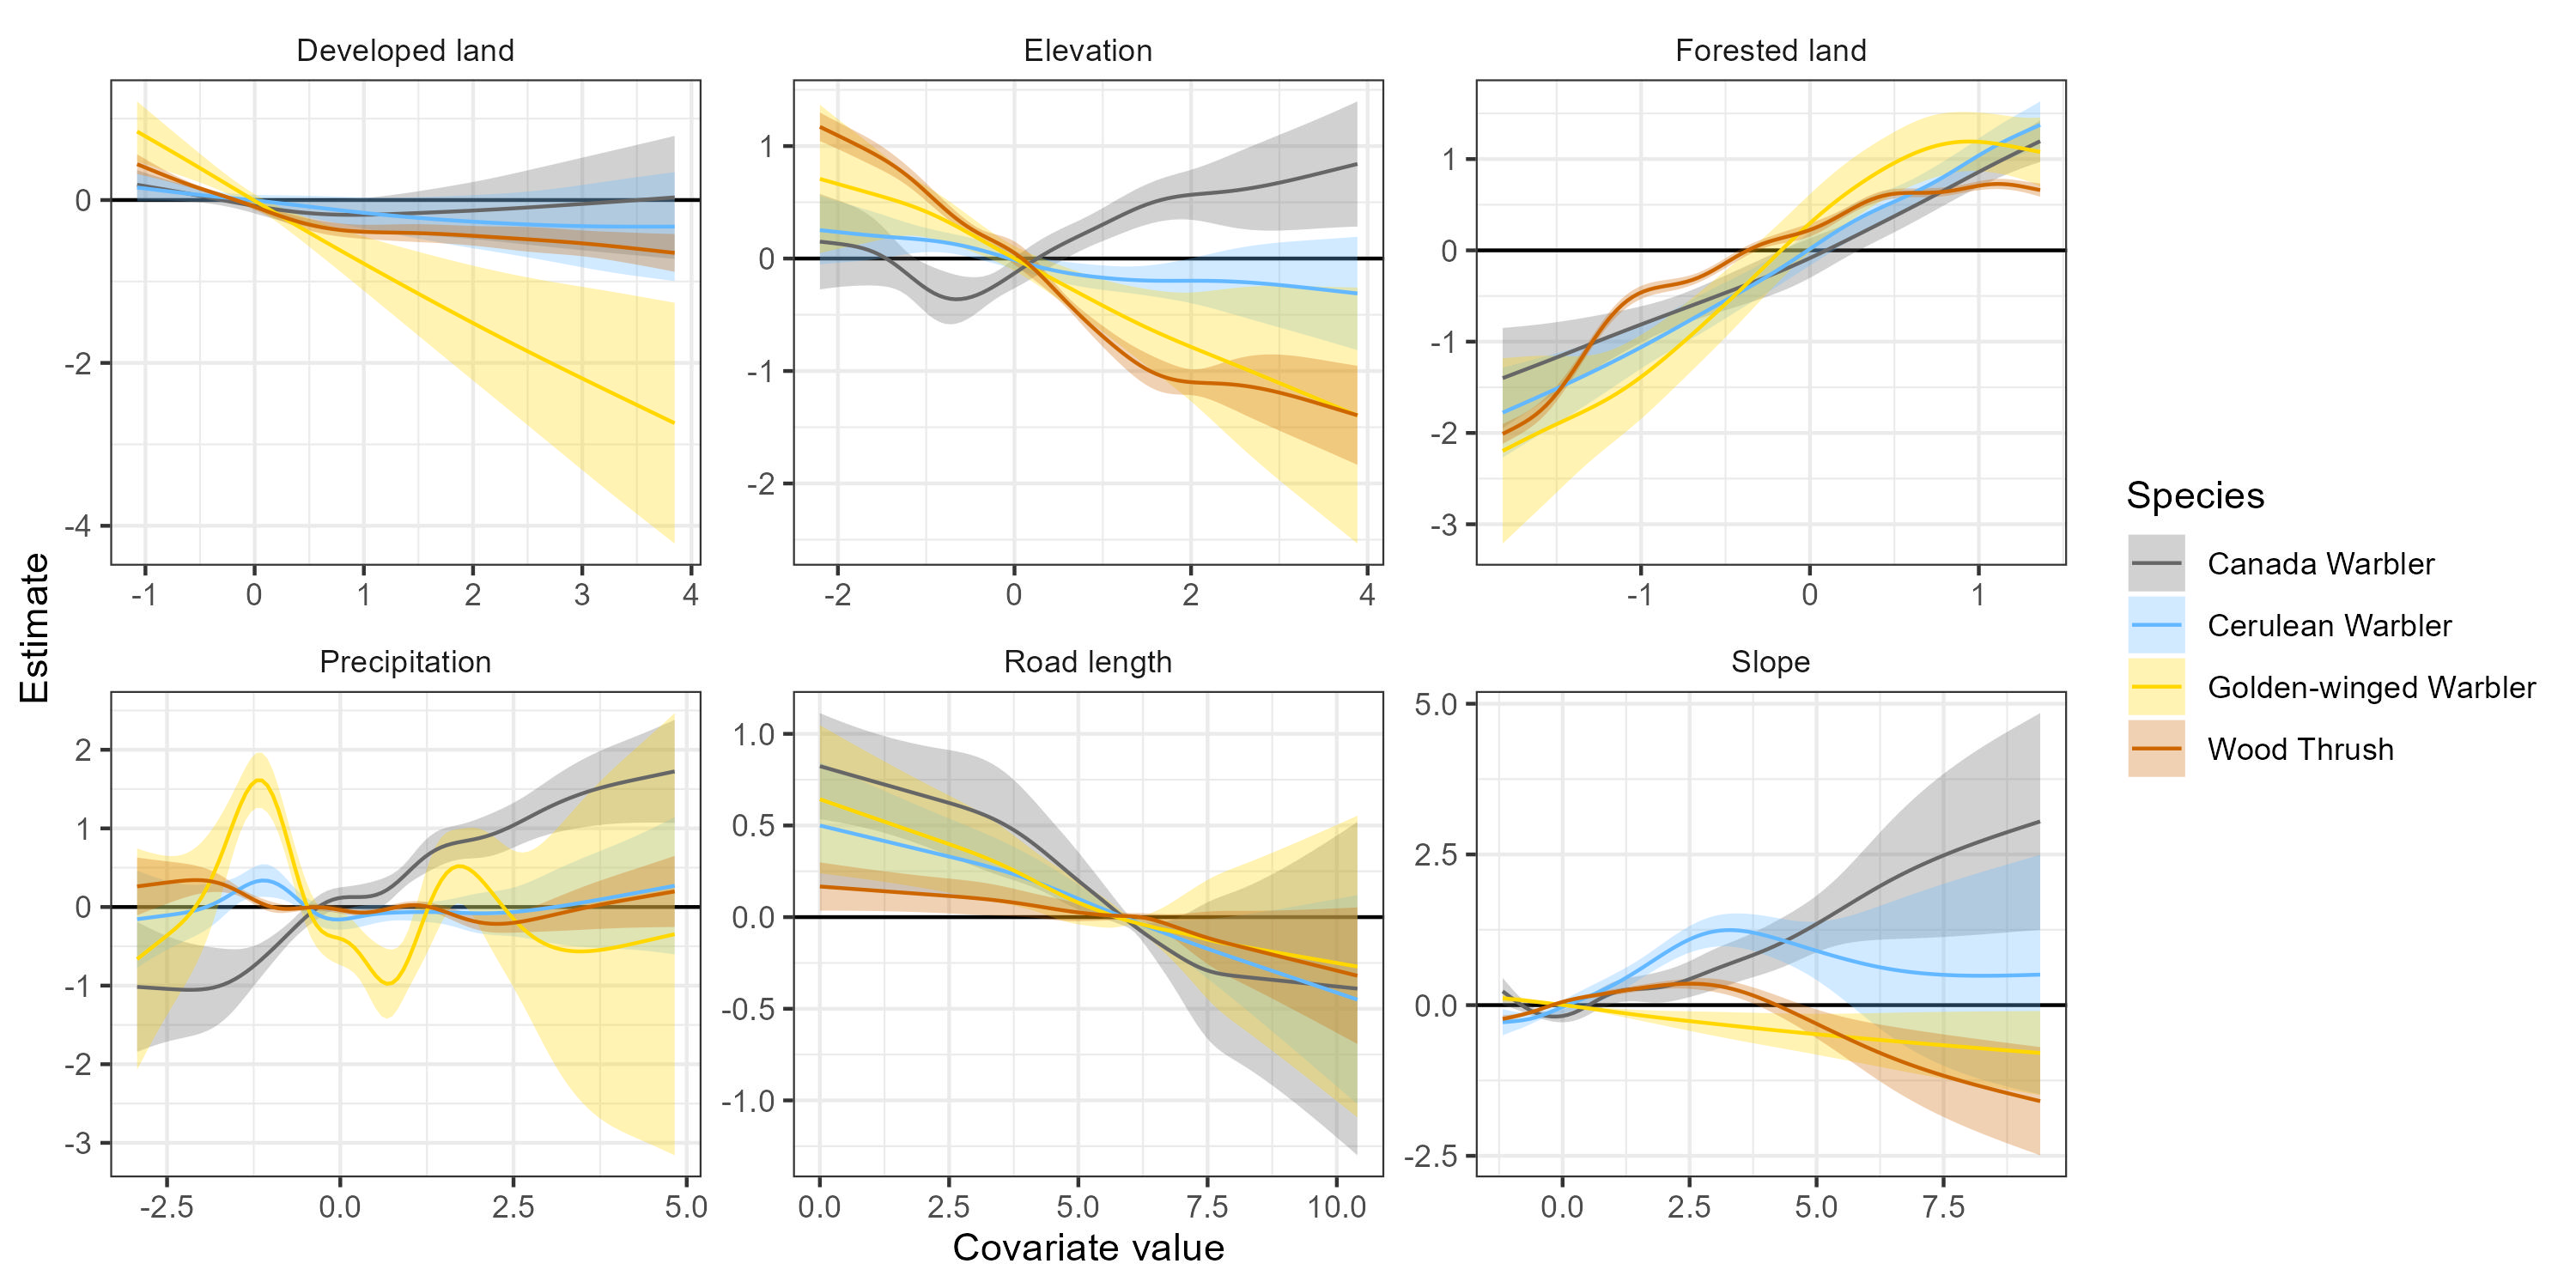 Developed land Elevation Forested land
0
-2
-4
-1 0 1 2 3 4
1
0
-1
-2
-2 0 2 4
1
0
-1
-2
-3
-1 0 1
Precipitation Road length Slope
2
1
0
-1
-2
-3
-2.5 0.0 2.5 5.0
1.0
0.5
0.0
-0.5
-1.0
0.0 2.5 5.0 7.5 10.0
5.0
2.5
0.0
-2.5
0.0 2.5 5.0 7.5
Estimate
Covariate value
Species
Canada Warbler
Cerulean Warbler
Golden-winged Warbler
Wood Thrush